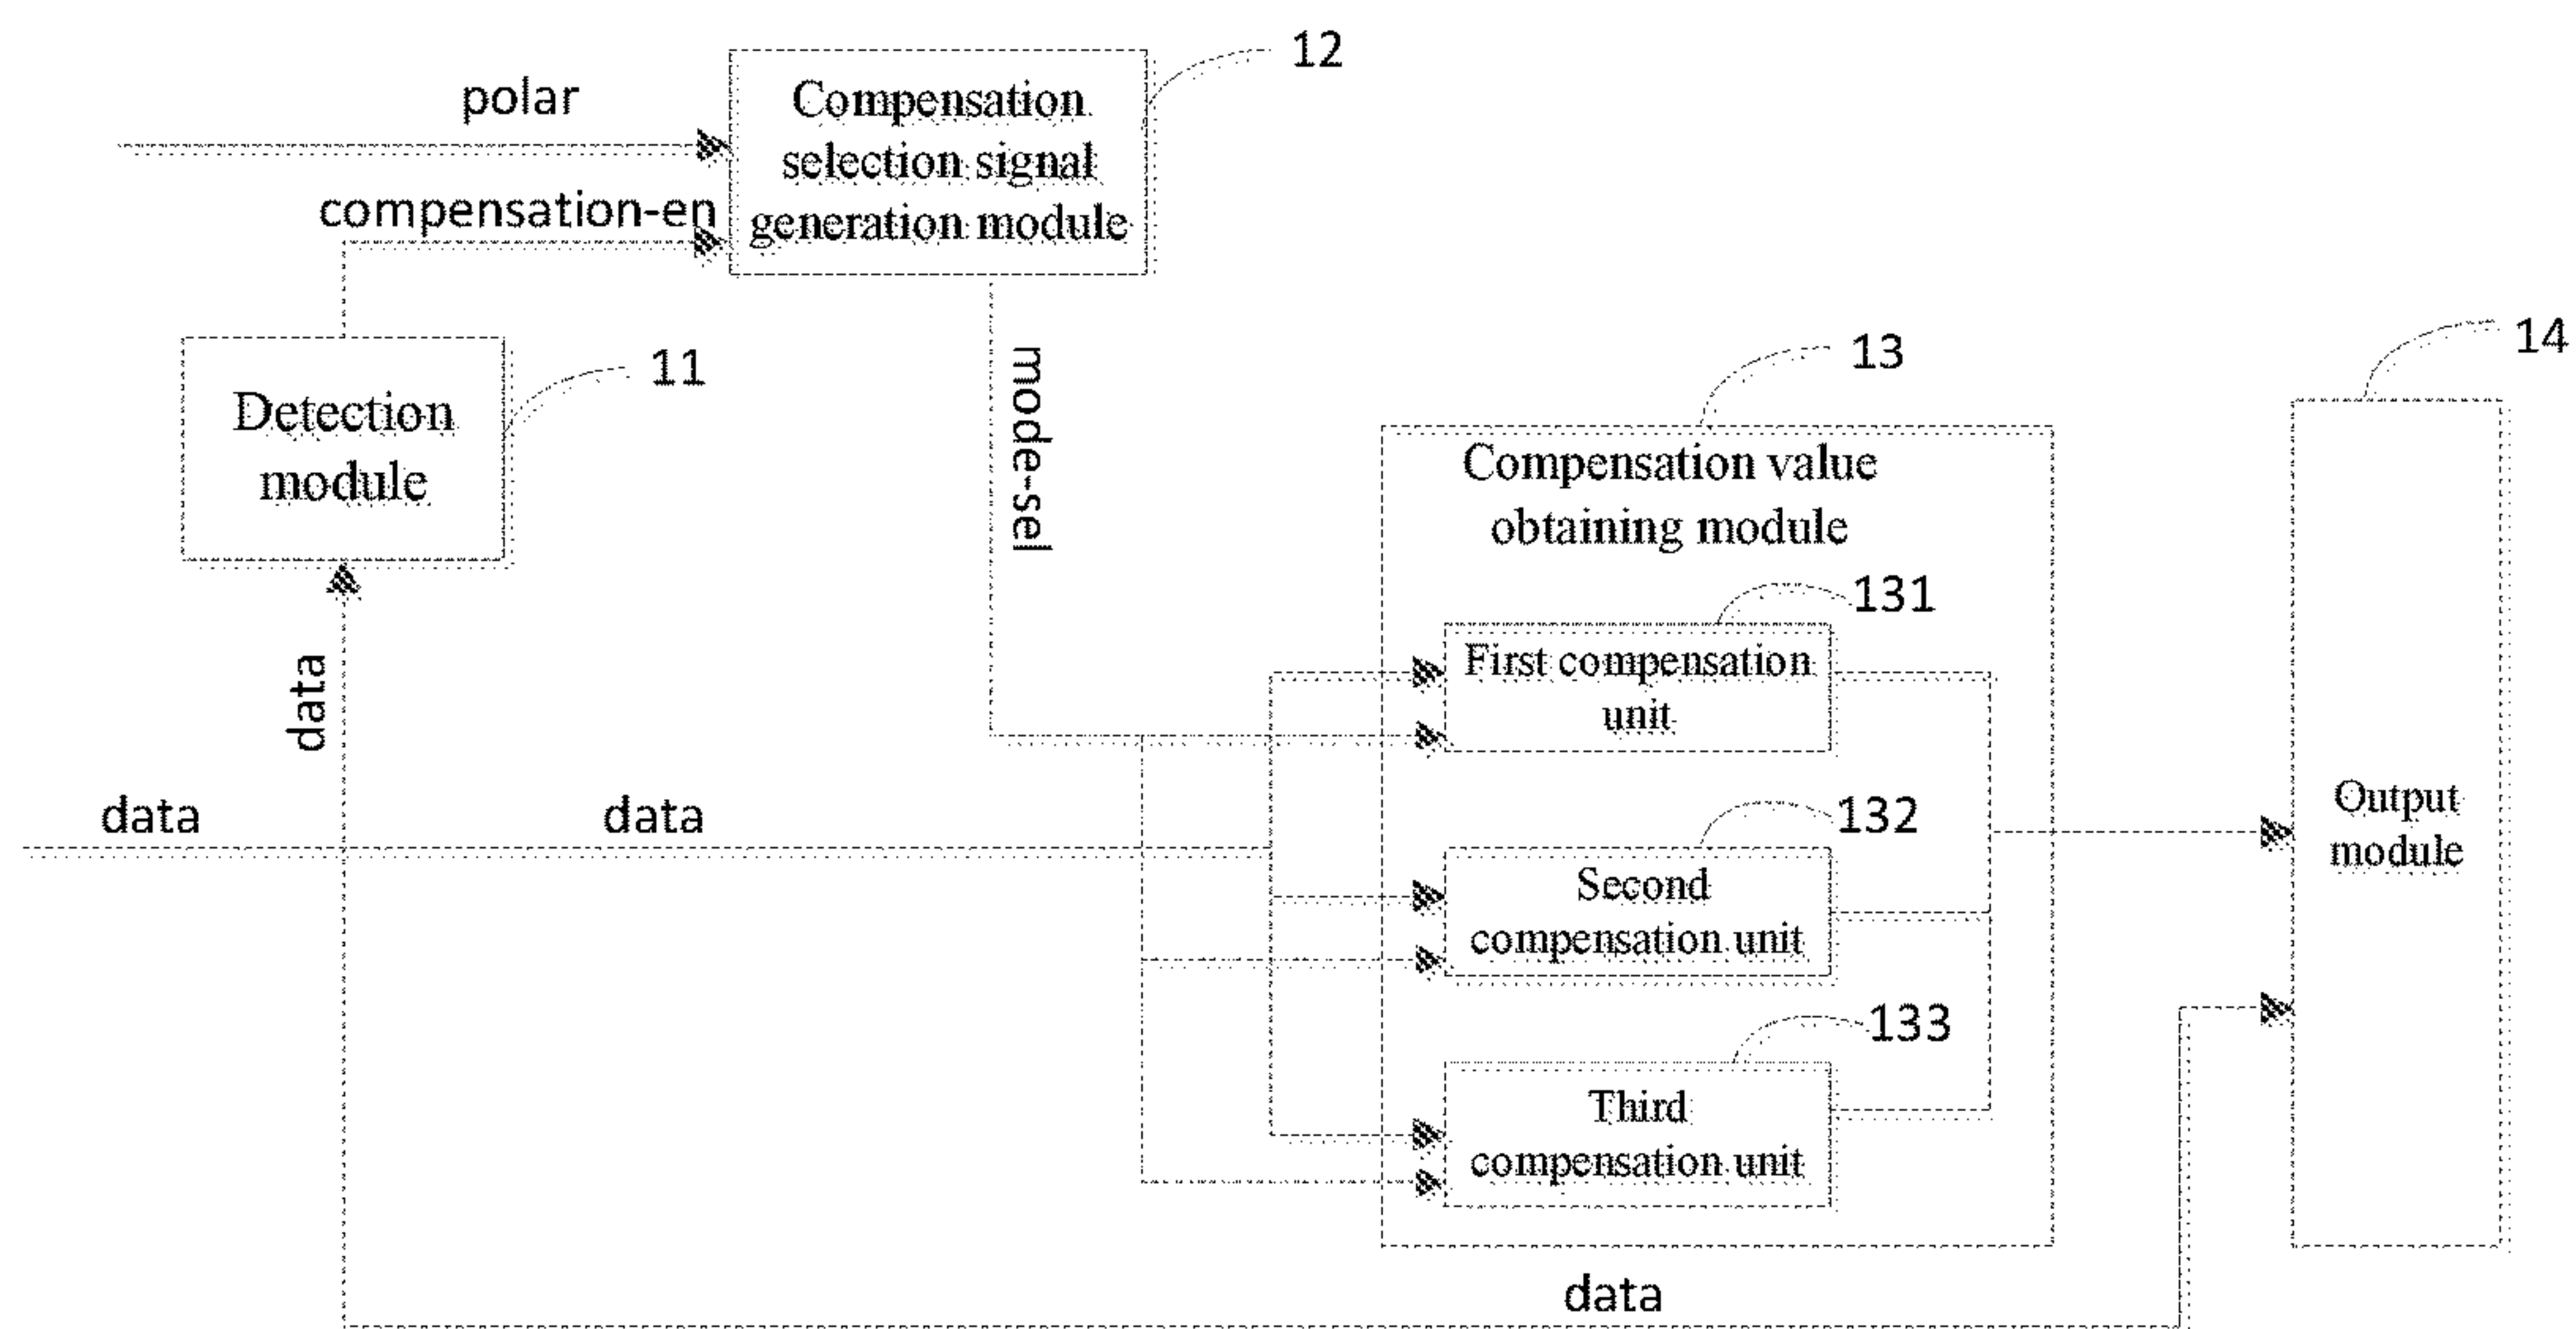 12
polar
Compensation
selection signal
generation module
compensation-en
11
Detection
module
mode-sel
13
14
Compensation value
obtaining module
131
First compensation
unit
data
data
data
132
Second
compensation unit
Output
module
133
Third
compensation unit
data